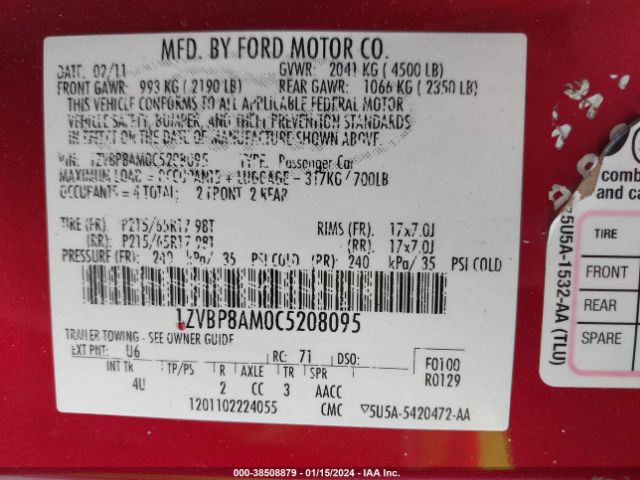 MFD. BY FORD MOTOR CO.
DATE: 02/11 GVWR: 2041 KG (4500 LB)
FRONT GAWR: 993 KG (2190 LB) REAR GAWR: 1066 KG (2350 LB)
THIS VEHICLE CONFORMS TO ALL APPLICABLE FEDERAL MOTOR
VEHICLE SAFETY, BUMPER, AND THEFT PREVENTION STANDARDS
IN EFFECT ON THE DATE OF MANUFACTURE SHOWN ABOVE.
VIN: 1ZVBP8AM0C5208095 TYPE: Passenger Car
MAXIMUM LOAD = OCCUPANTS + LUGGAGE = 317KG/700LB
OCCUPANTS = 4 TOTAL: 2 FRONT 2 REAR
TIRE (FR): P215/65R17 98T RIMS (FR): 17x7.0J
(RR): P215/65R17 98T (RR): 17x7.0J
PRESSURE (FR): 240 kPa/ 35 PSI COLD (RR): 240 kPa/ 35 PSI COLD
1ZVBP8AM0C5208095
TRAILER TOWING - SEE OWNER GUIDE
EXT PNT: U6 RC: 71 DSO:
INT TR TP/PS R AXLE TR SPR F0100
4U 2 CC 3 AACC R0129
1201102224055 CMC ▽5U5A-5420472-AA
comb
rs
TIRE
FRONT
REAR
SPARE
5U5A-1532-AA (TLU)
000-38508879 - 01/15/2024 - IAA Inc.